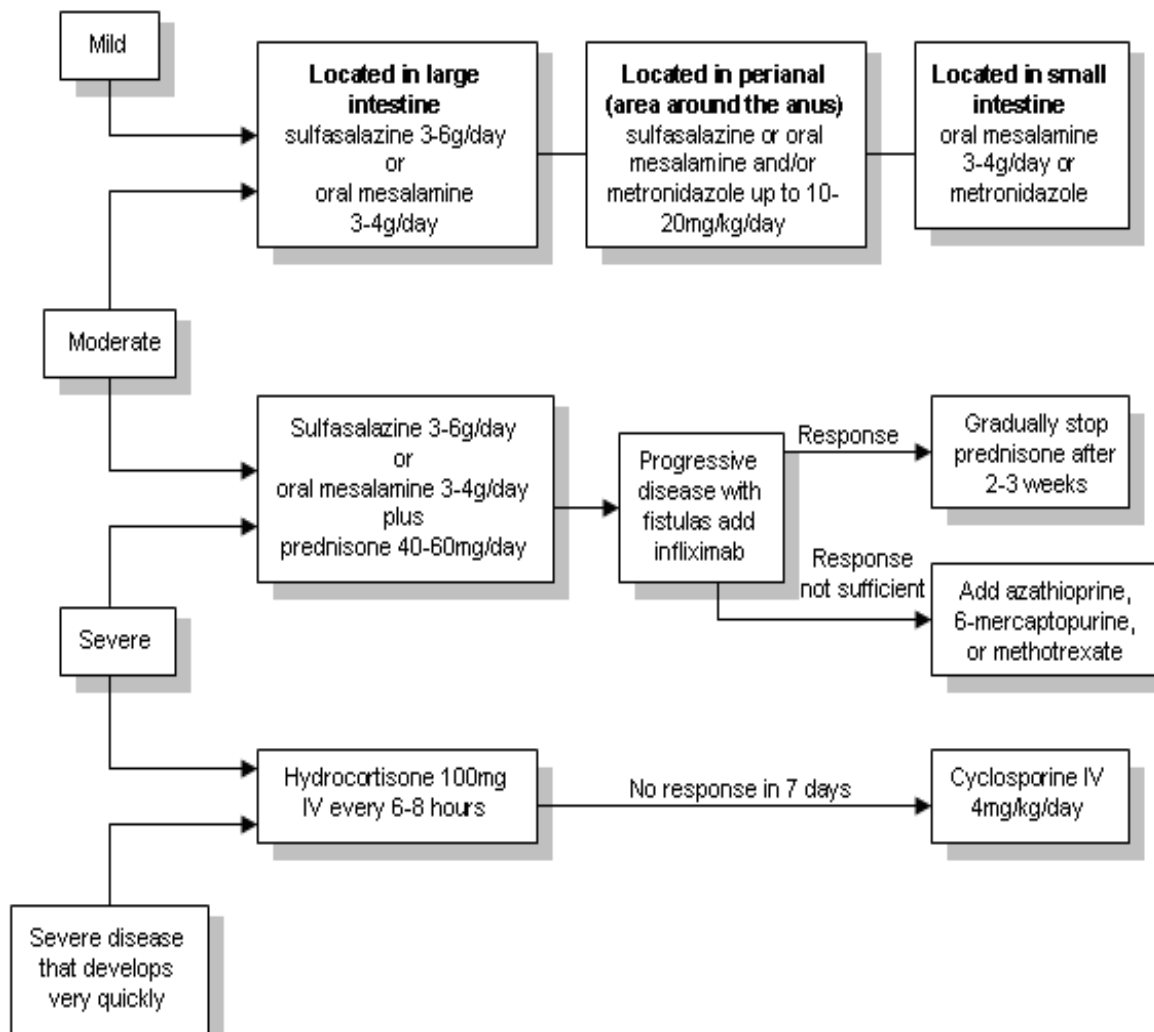 Mild
Located in large
intestine
sulfasalazine 3-6g/day
or
oral mesalamine
3-4g/day
Located in perianal
(area around the anus)
sulfasalazine or oral
mesalamine and/or
metronidazole up to 10-
20mg/kg/day
Located in small
intestine
oral mesalamine
3-4g/day or
metronidazole
Moderate
Sulfasalazine 3-6g/day
or
oral mesalamine 3-4g/day
plus
prednisone 40-60mg/day
Progressive
disease with
fistulas add
infliximab
Response
Gradually stop
prednisone after
2-3 weeks
Response
not sufficient
Add azathioprine,
6-mercaptopurine,
or methotrexate
Severe
Hydrocortisone 100mg
IV every 6-8 hours
No response in 7 days
Cyclosporine IV
4mg/kg/day
Severe disease
that develops
very quickly